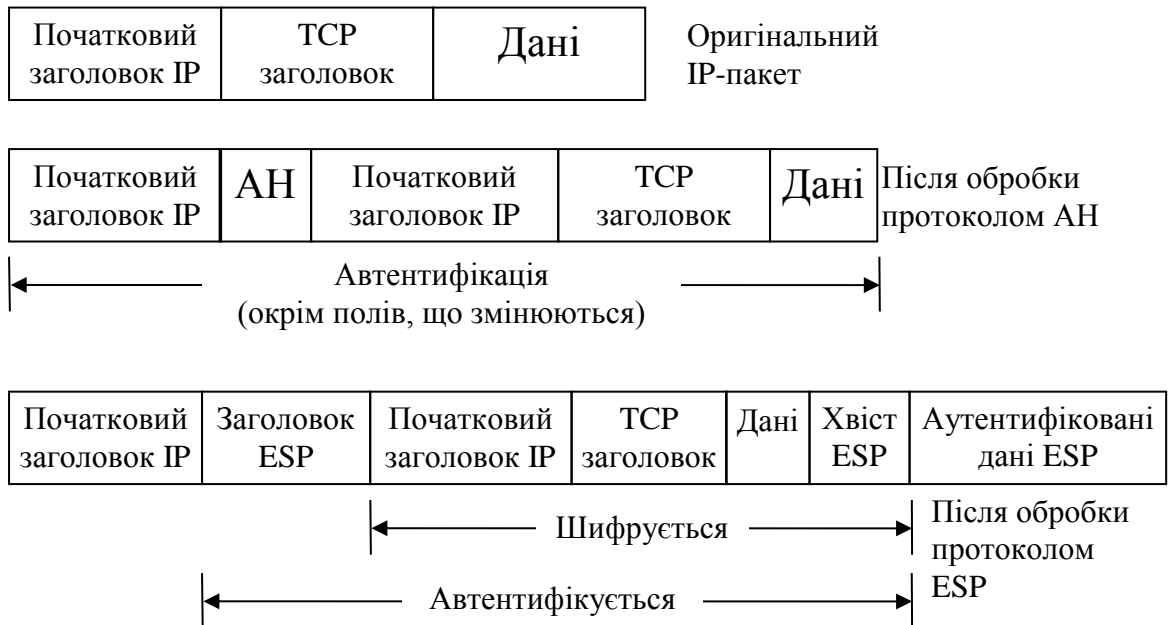 Початковий
заголовок IP
TCP
заголовок
Дані
Оригінальний
IP-пакет
Початковий
заголовок IP
АН
Початковий
заголовок IP
TCP
заголовок
Дані
Після обробки
протоколом АН
Автентифікація
(окрім полів, що змінюються)
Початковий
заголовок IP
Заголовок
ESP
Початковий
заголовок IP
TCP
заголовок
Дані
Хвіст
ESP
Аутентифіковані
дані ESP
Шифрується
Після обробки
протоколом
ESP
Автентифікується